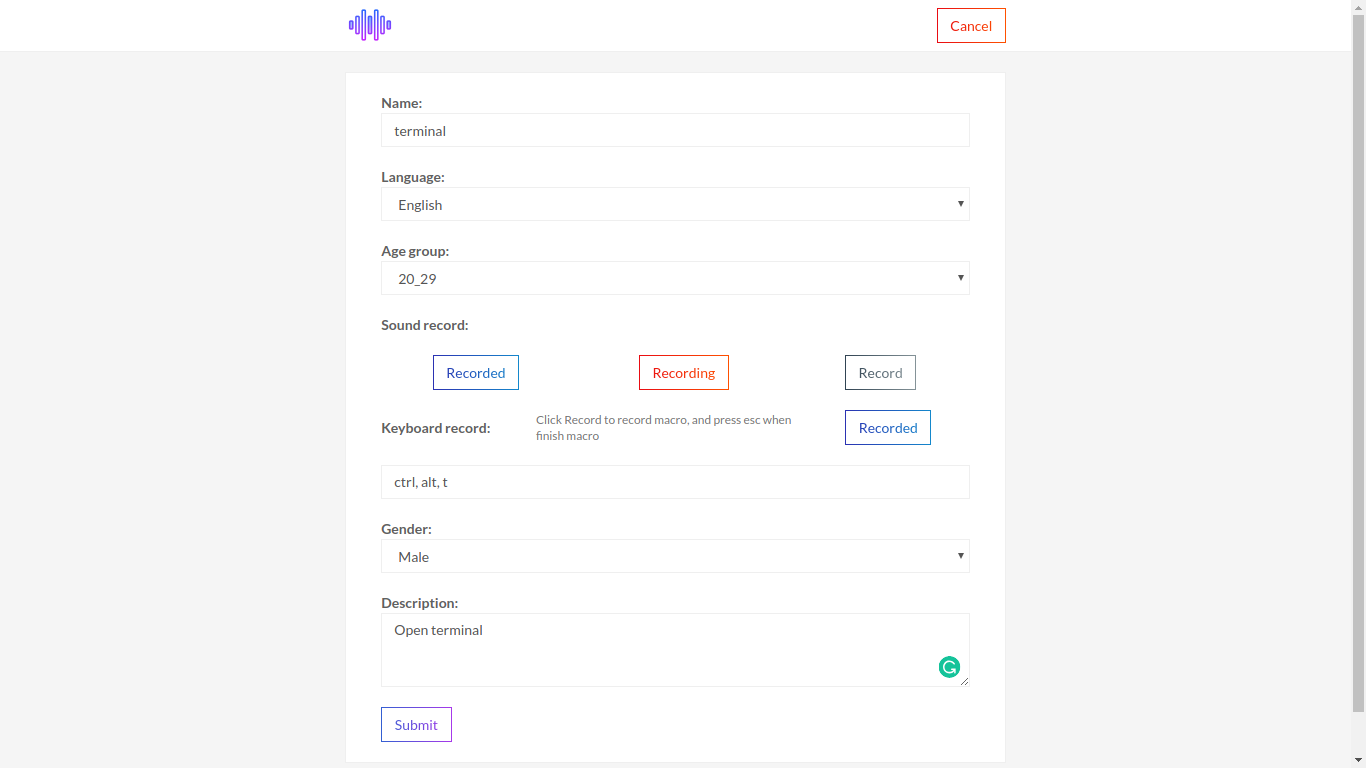 Cancel
Name:
terminal
Language:
English
Age group:
20_29
Sound record:
Recorded Recording Record
Keyboard record: Click Record to record macro, and press esc when
finish macro
Recorded
ctrl, alt, t
Gender:
Male
Description:
Open terminal
Submit